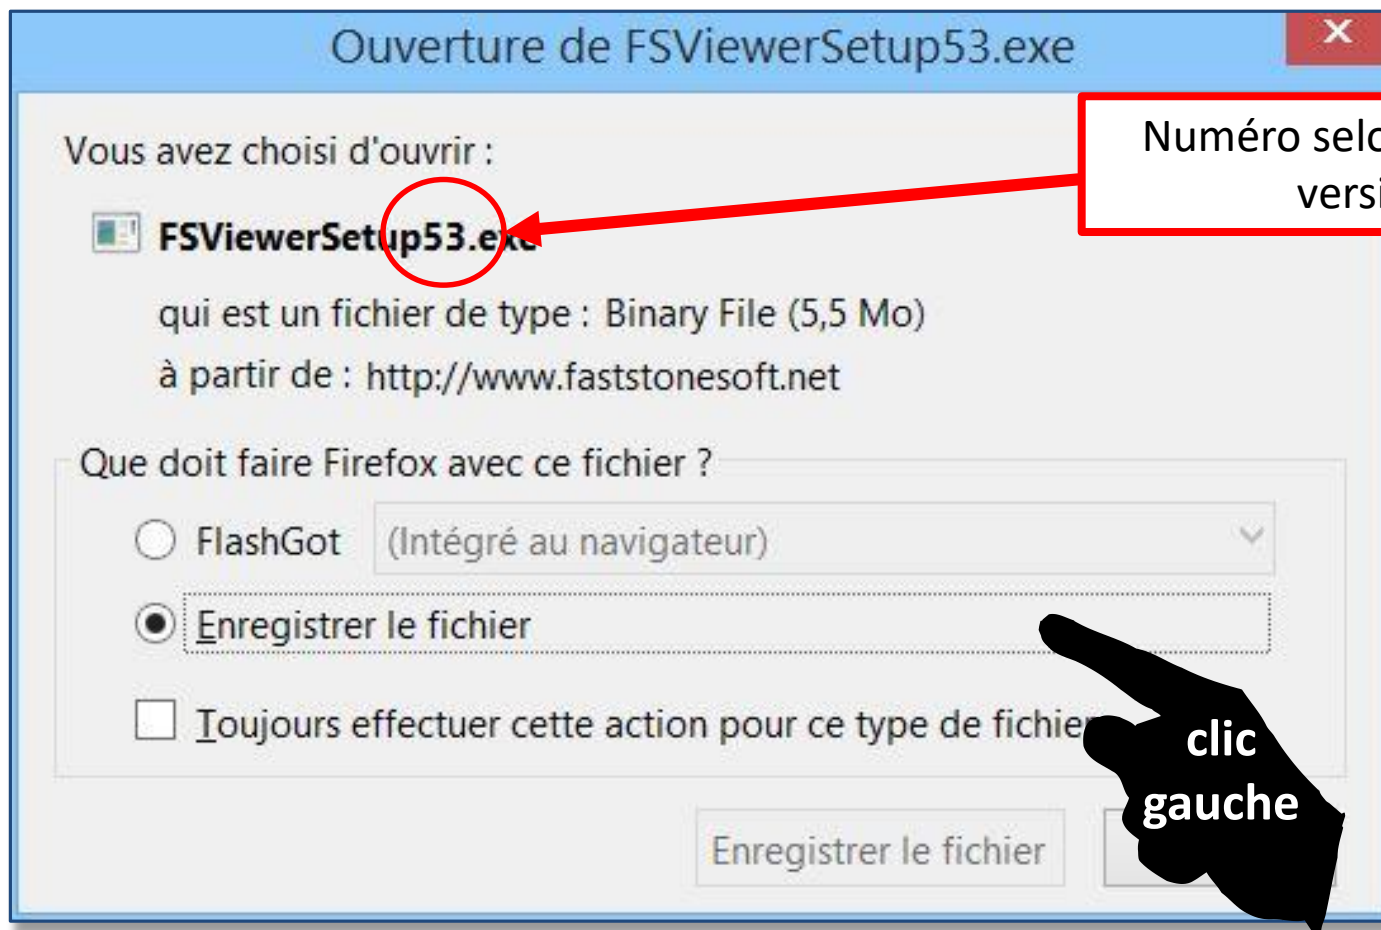 Ouverture de FSViewerSetup53.exe
X
Numéro selo
versi
Vous avez choisi d'ouvrir :
FSViewerSetup53.exe
qui est un fichier de type : Binary File (5,5 Mo)
à partir de : http://www.faststonesoft.net
Que doit faire Firefox avec ce fichier ?
FlashGot (Intégré au navigateur)
Enregistrer le fichier
Toujours effectuer cette action pour ce type de fichier
clic
gauche
Enregistrer le fichier